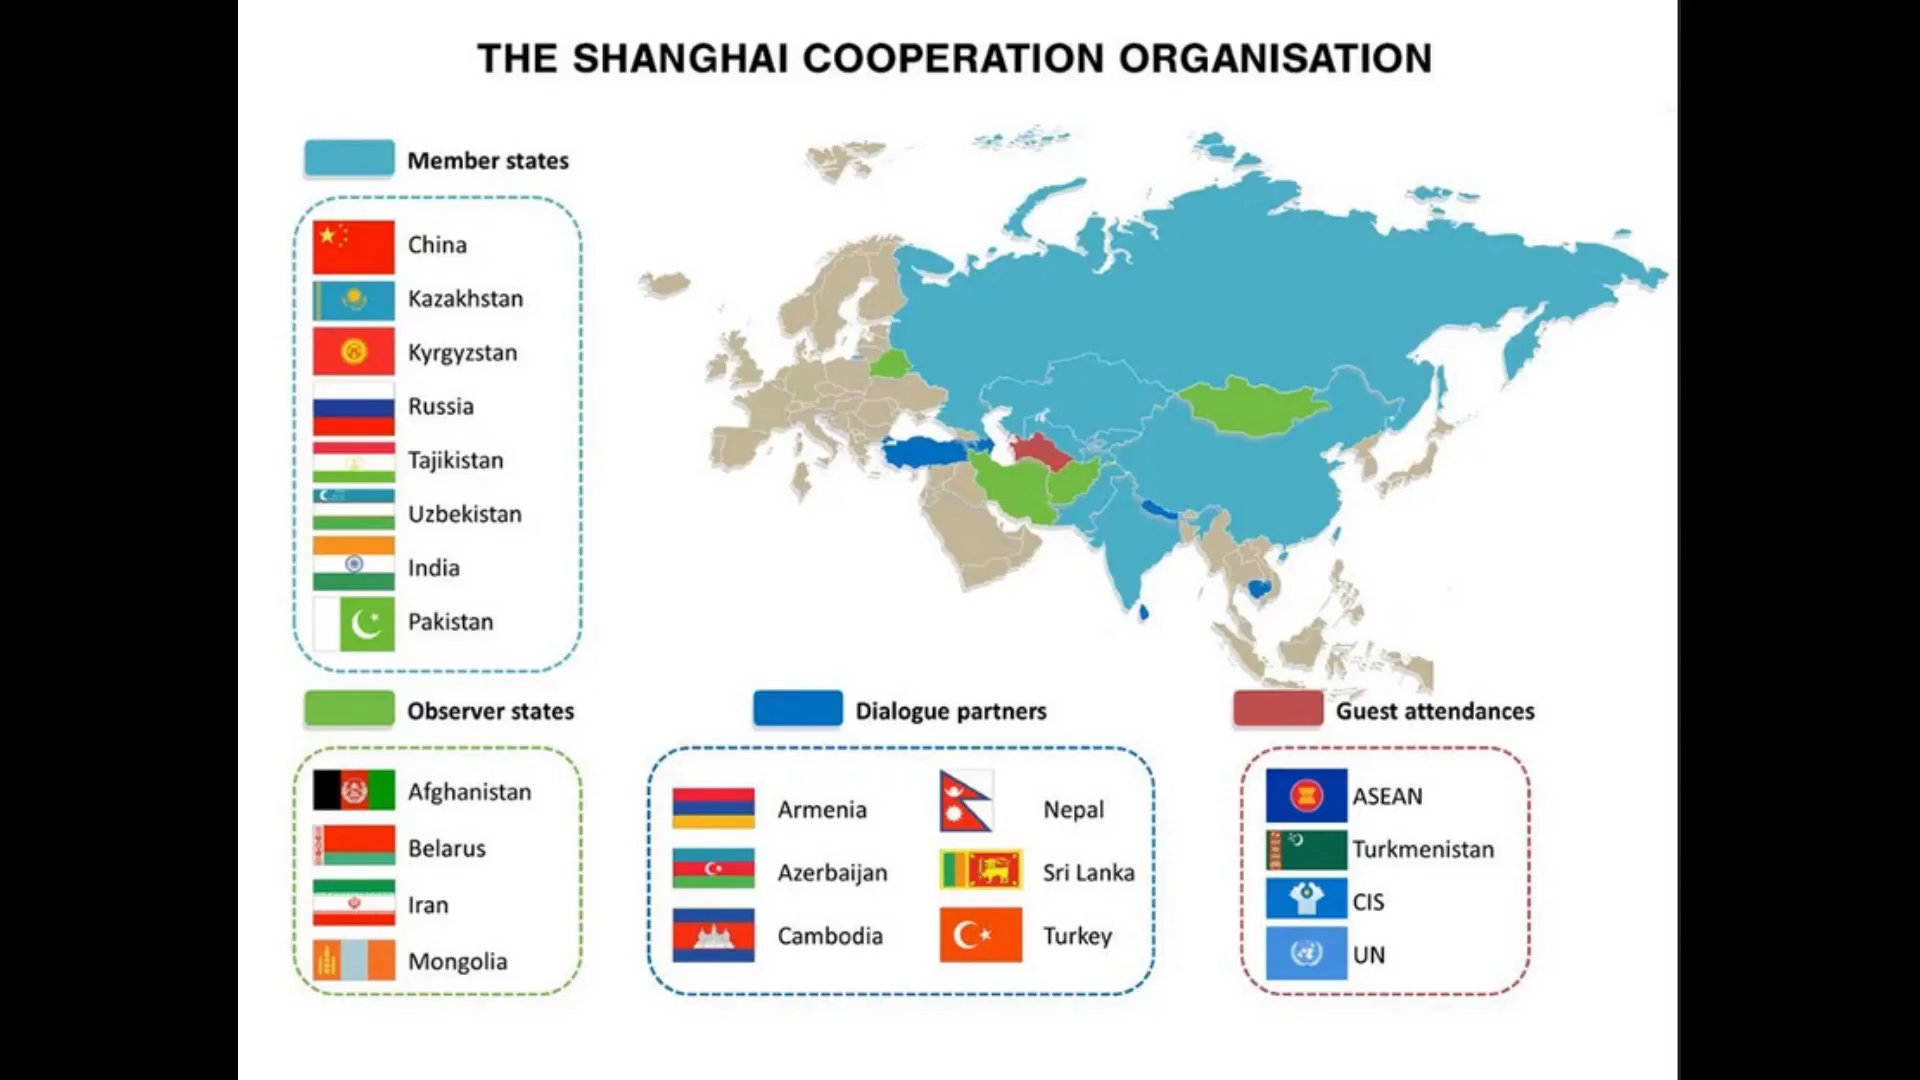 THE SHANGHAI COOPERATION ORGANISATION
Member states
China
Kazakhstan
Kyrgyzstan
Russia
Tajikistan
Uzbekistan
India
Pakistan
Observer states
Afghanistan
Belarus
Iran
Mongolia
Dialogue partners
Armenia
Azerbaijan
Cambodia
Nepal
Sri Lanka
Turkey
Guest attendances
ASEAN
Turkmenistan
CIS
UN